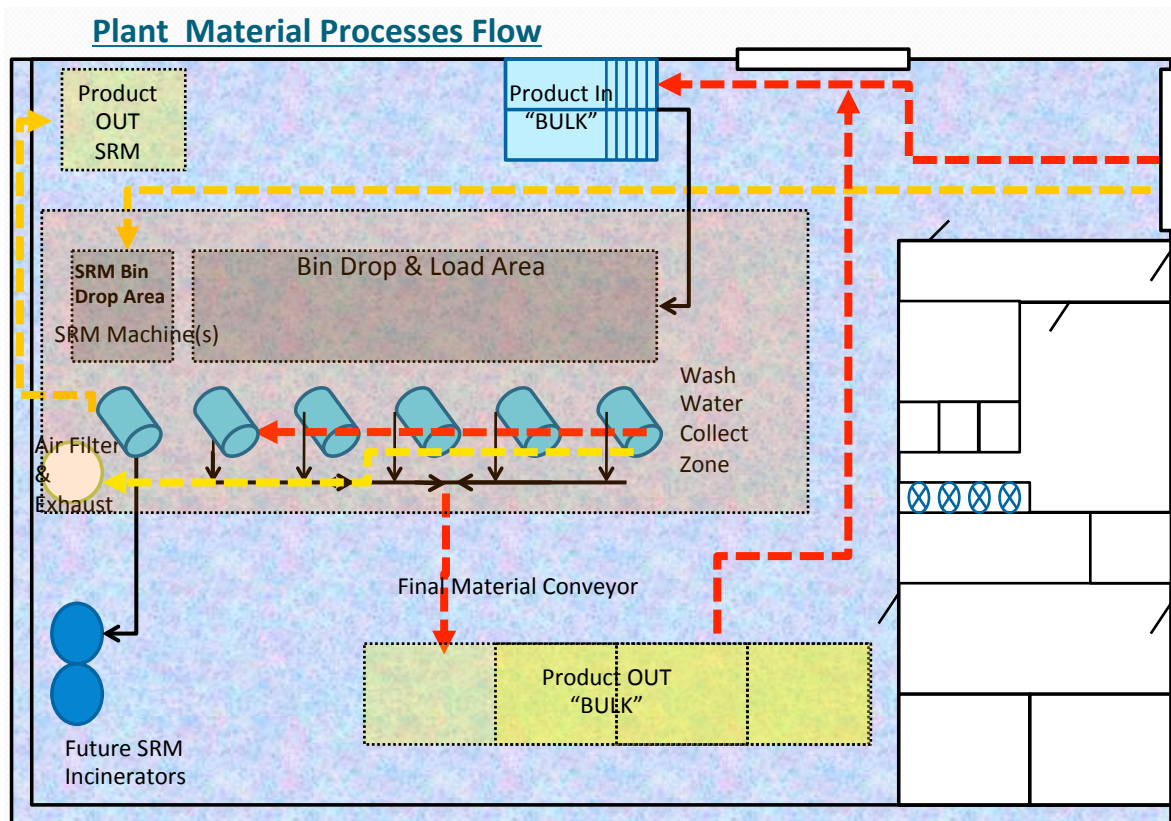 Plant  Material Processes Flow
Product
OUT
SRM
Product In
“BULK”
SRM Bin
Drop Area
SRM Machine(s)
Bin Drop & Load Area
Wash
Water
Collect
Zone
Air Filter
&
Exhaust
Final Material Conveyor
Product OUT
“BULK”
Future SRM
Incinerators